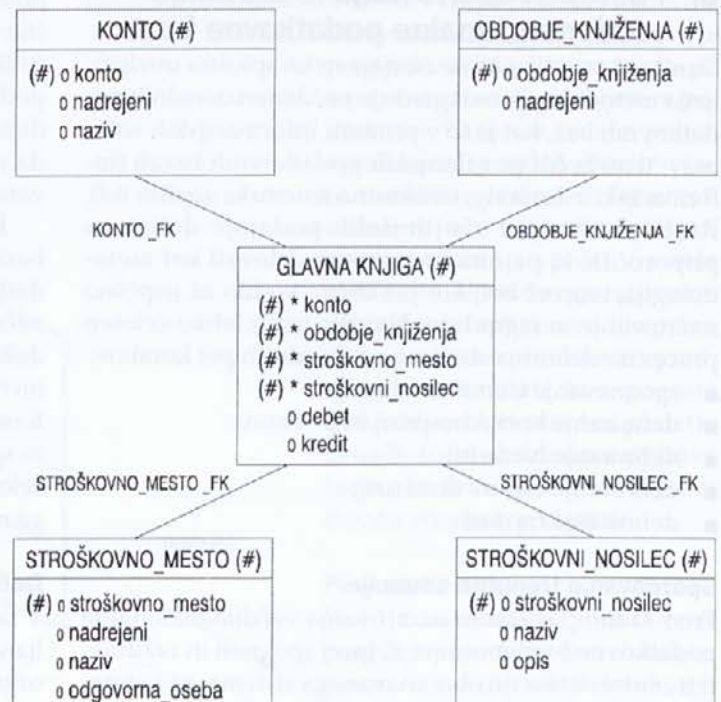 KONTO (#)
(#) o konto
o nadrejeni
o naziv
OBDOBJE_KNJIŽENJA (#)
(#) o obdobje_knjiženja
o nadrejeni
KONTO_FK
OBDOBJE_KNJIŽENJA_FK
GLAVNA KNJIGA (#)
(#) * konto
(#) * obdobje_knjiženja
(#) * stroškovno_mesto
(#) * stroškovni_nosilec
o debet
o kredit
STROŠKOVNO_MESTO_FK
STROŠKOVNI_NOSILEC_FK
STROŠKOVNO_MESTO (#)
(#) o stroškovno_mesto
o nadrejeni
o naziv
o odgovorna_oseba
STROŠKOVNI_NOSILEC (#)
(#) o stroškovni_nosilec
o naziv
o opis